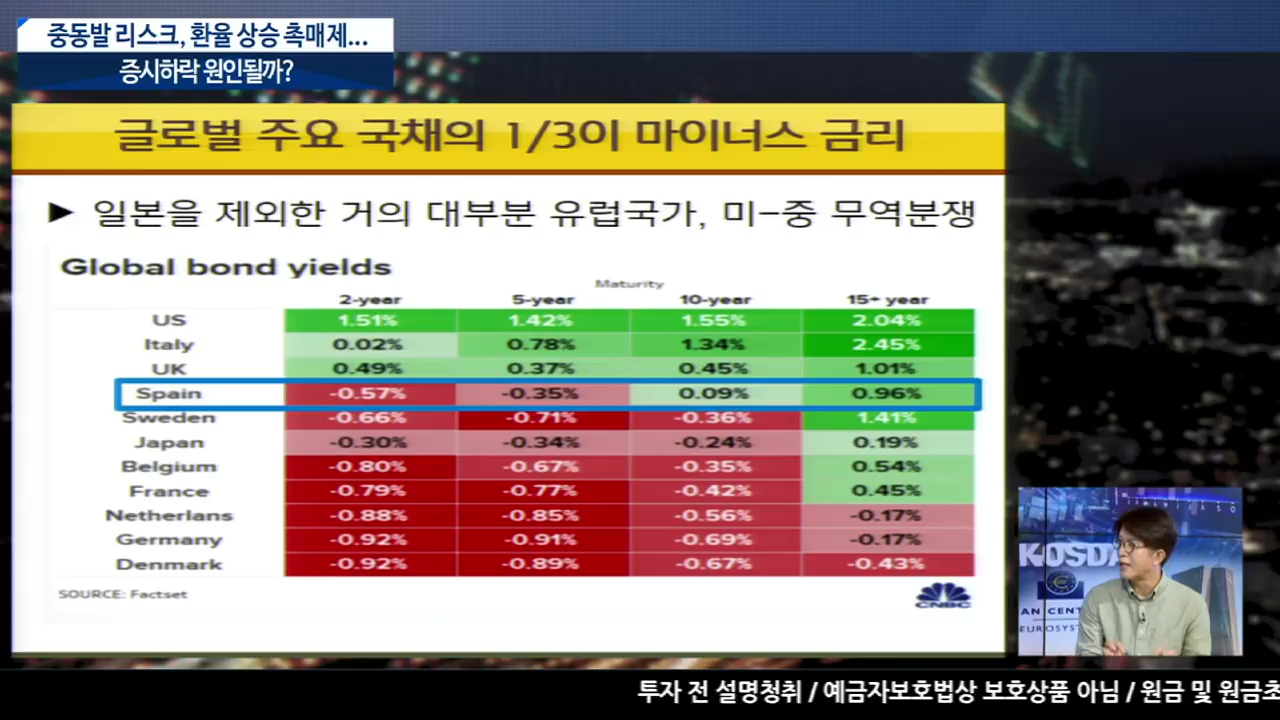 중동발 리스크, 환율 상승 촉매제...
증시하락 원인될까?
글로벌 주요 국채의 1/3이 마이너스 금리
► 일본을 제외한 거의 대부분 유럽국가, 미-중 무역분쟁
Global bond yields
Maturity
2-year 5-year 10-year 15+ year
US 1.51% 1.42% 1.55% 2.04%
Italy 0.02% 0.78% 1.34% 2.45%
UK 0.49% 0.37% 0.45% 1.01%
Spain -0.57% -0.35% 0.09% 0.96%
Sweden -0.66% -0.71% -0.36% 1.41%
Japan -0.30% -0.34% -0.24% 0.19%
Belgium -0.80% -0.67% -0.35% 0.54%
France -0.79% -0.77% -0.42% 0.45%
Netherlans -0.88% -0.85% -0.56% -0.17%
Germany -0.92% -0.91% -0.69% -0.17%
Denmark -0.92% -0.89% -0.67% -0.43%
SOURCE: Factset
CNBC
KOSDA
AN CENT
EUROSYST
투자 전 설명청취 / 예금자보호법상 보호상품 아님 / 원금 및 원금초